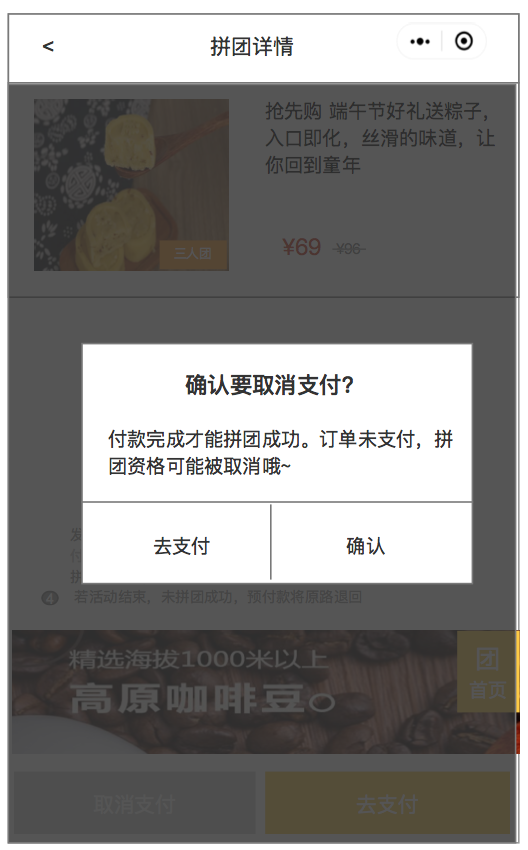 <
拼团详情
抢先购 端午节好礼送粽子，
入口即化，丝滑的味道，让
你回到童年
三人团
¥69 ¥96
确认要取消支付?
付款完成才能拼团成功。订单未支付，拼
团资格可能被取消哦~
去支付 确认
发
付
拼
4 若活动结束，未拼团成功，预付款将原路退回
精选海拔1000米以上
高原咖啡豆。
团
首页
取消支付 去支付